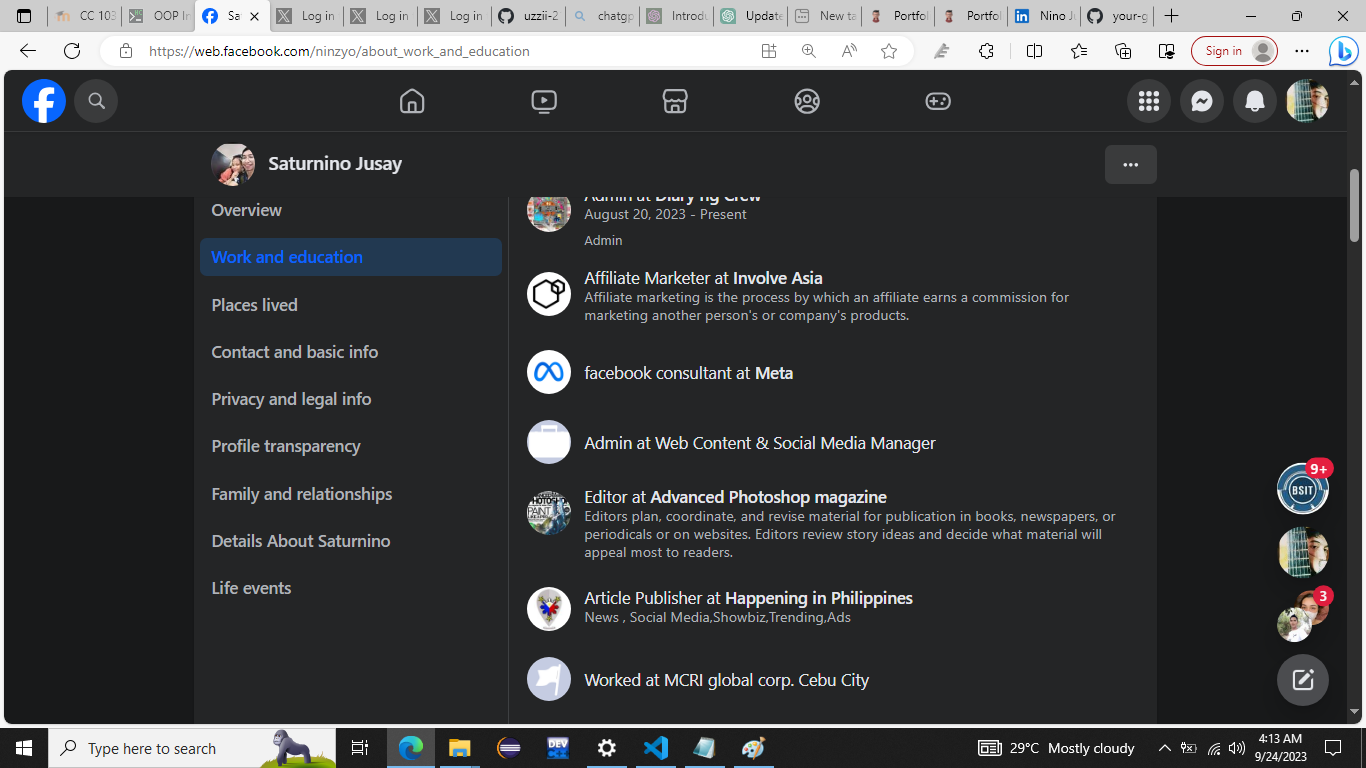 CC 103
OOP In
Sa
Log in
Log in
Log in
uzzii-2
chatgp
Introdu
Update
New ta
Portfol
Portfol
Nino Ju
your-g
https://web.facebook.com/ninzyo/about_work_and_education
Sign in
Saturnino Jusay
Overview
Work and education
Places lived
Contact and basic info
Privacy and legal info
Profile transparency
Family and relationships
Details About Saturnino
Life events
Admin at Diary ng Crew
August 20, 2023 - Present
Admin
Affiliate Marketer at Involve Asia
Affiliate marketing is the process by which an affiliate earns a commission for
marketing another person's or company's products.
facebook consultant at Meta
Admin at Web Content & Social Media Manager
Editor at Advanced Photoshop magazine
Editors plan, coordinate, and revise material for publication in books, newspapers, or
periodicals or on websites. Editors review story ideas and decide what material will
appeal most to readers.
Article Publisher at Happening in Philippines
News , Social Media,Showbiz,Trending,Ads
Worked at MCRI global corp. Cebu City
9+
BSIT
3
Type here to search
DEV
29°C Mostly cloudy
4:13 AM
9/24/2023